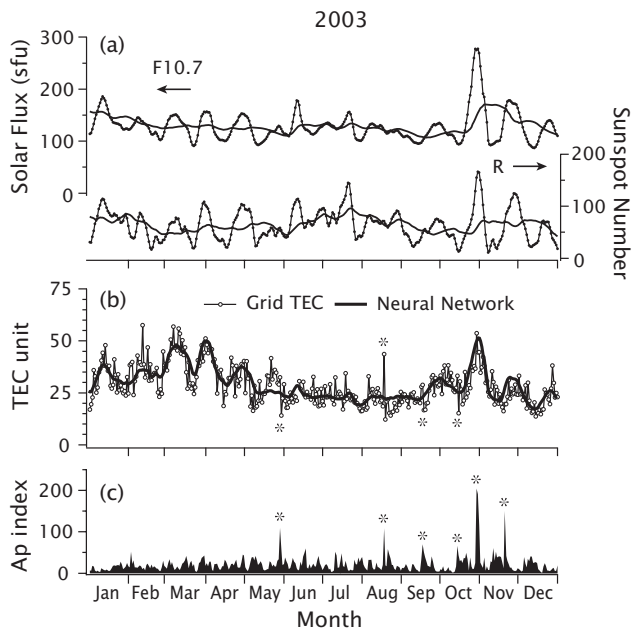 2003
(a)
300
200
100
0
Solar Flux (sfu)
F10.7
R
200
100
0
Sunspot Number
(b)
Grid TEC
Neural Network
75
50
25
0
TEC unit
*
*
*
*
(c)
200
100
0
Ap index
*
*
*
*
*
*
Jan Feb Mar Apr May Jun Jul Aug Sep Oct Nov Dec
Month